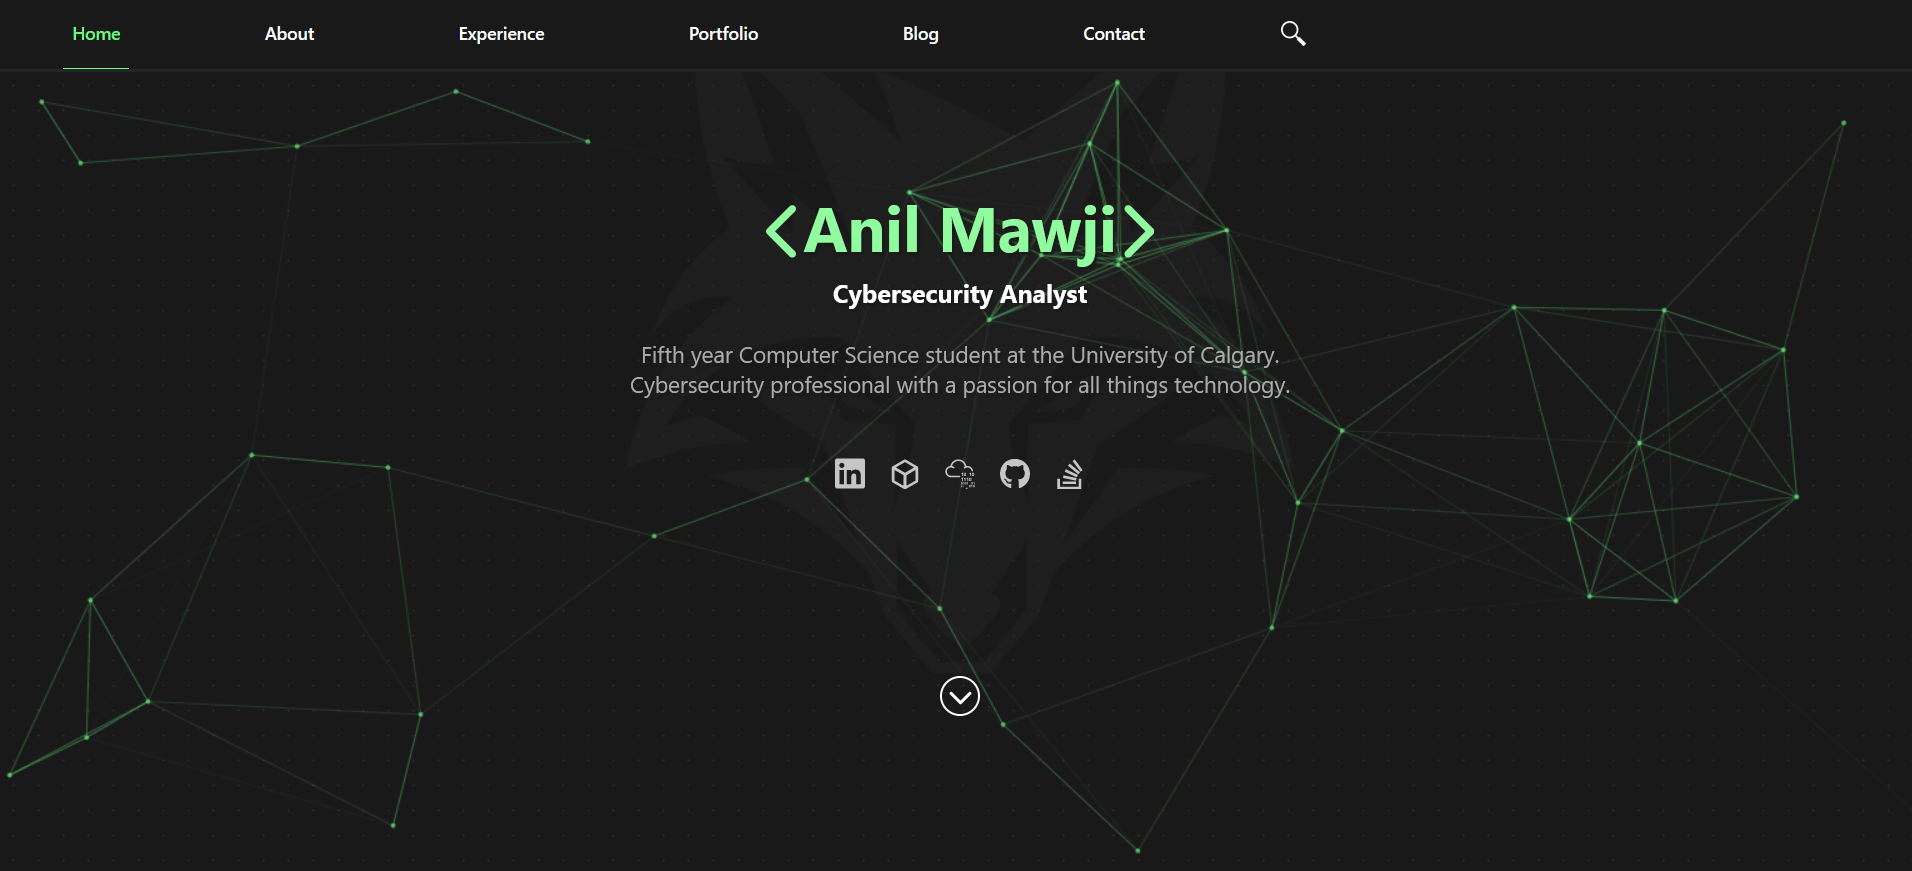 Home About Experience Portfolio Blog Contact
<Anil Mawji>
Cybersecurity Analyst
Fifth year Computer Science student at the University of Calgary.
Cybersecurity professional with a passion for all things technology.
in